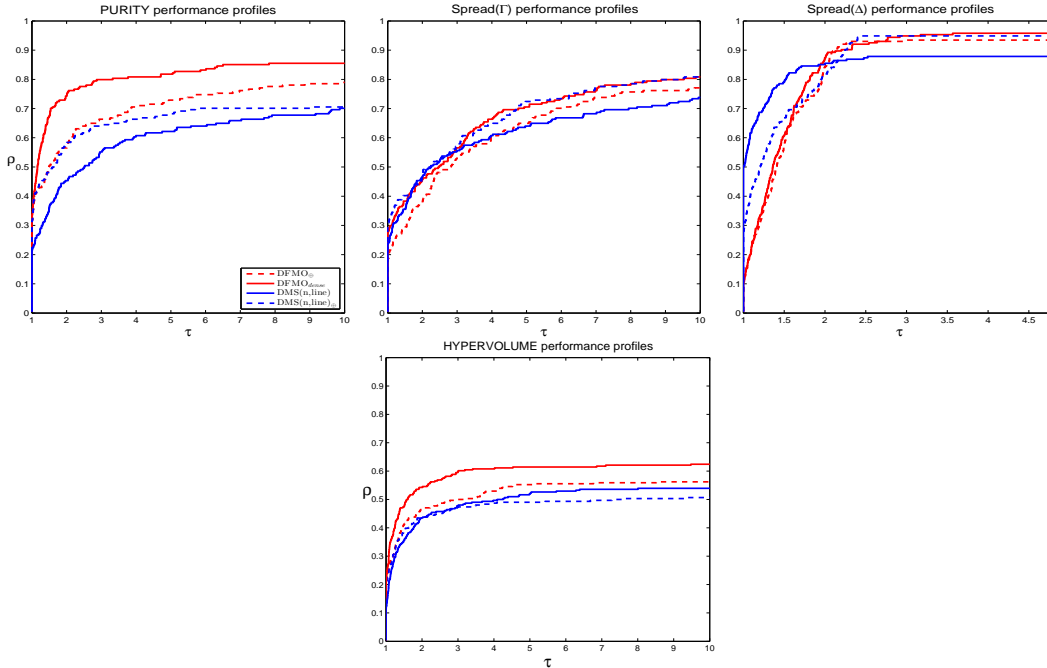 PURITY performance profiles
1
0.9
0.8
0.7
0.6
ρ
0.5
0.4
0.3
0.2
0.1
0
1 2 3 4 5 6 7 8 9 10
τ
DFMO⊕
DFMO_dense
DMS(n,line)
DMS(n,line)⊕
Spread(Γ) performance profiles
1
0.9
0.8
0.7
0.6
0.5
0.4
0.3
0.2
0.1
0
1 2 3 4 5 6 7 8 9 10
τ
Spread(Δ) performance profiles
1
0.9
0.8
0.7
0.6
0.5
0.4
0.3
0.2
0.1
0
1 1.5 2 2.5 3 3.5 4 4.5
τ
HYPERVOLUME performance profiles
1
0.9
0.8
0.7
0.6
ρ
0.5
0.4
0.3
0.2
0.1
0
1 2 3 4 5 6 7 8 9 10
τ